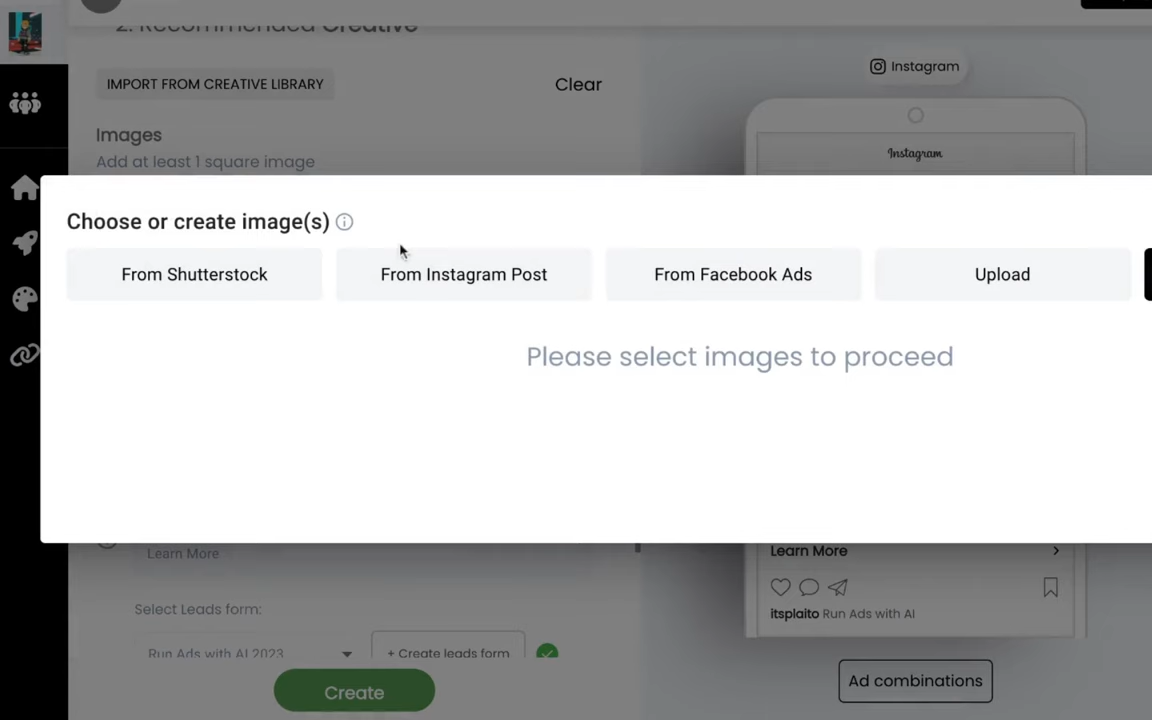 2. Recommended Creative
IMPORT FROM CREATIVE LIBRARY
Clear
Images
Add at least 1 square image
Instagram
Instagram
Choose or create image(s)
From Shutterstock
From Instagram Post
From Facebook Ads
Upload
Please select images to proceed
Learn More
Select Leads form:
Run Ads with AI 2023
+ Create leads form
Create
Learn More
itsplaito Run Ads with AI
Ad combinations